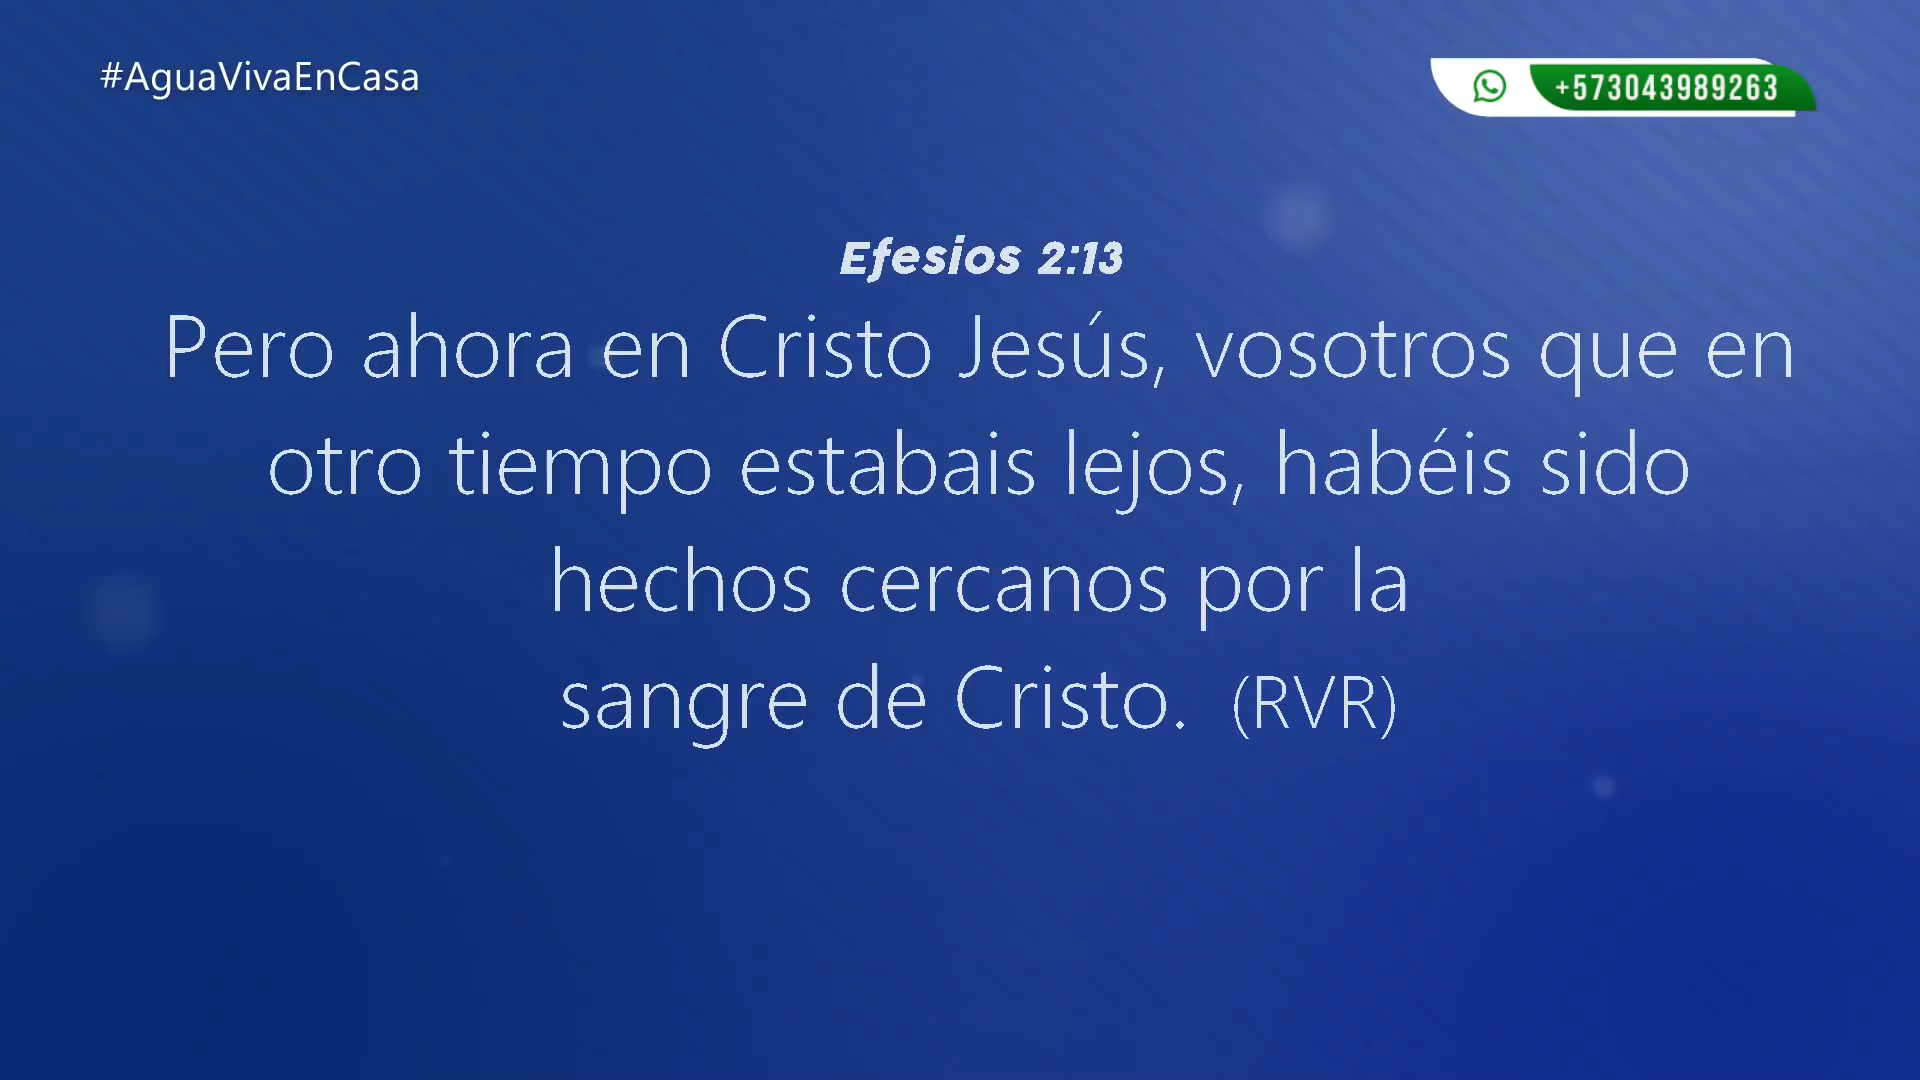 #AguaVivaEnCasa
+573043989263
Efesios 2:13
Pero ahora en Cristo Jesús, vosotros que en
otro tiempo estabais lejos, habéis sido
hechos cercanos por la
sangre de Cristo. (RVR)